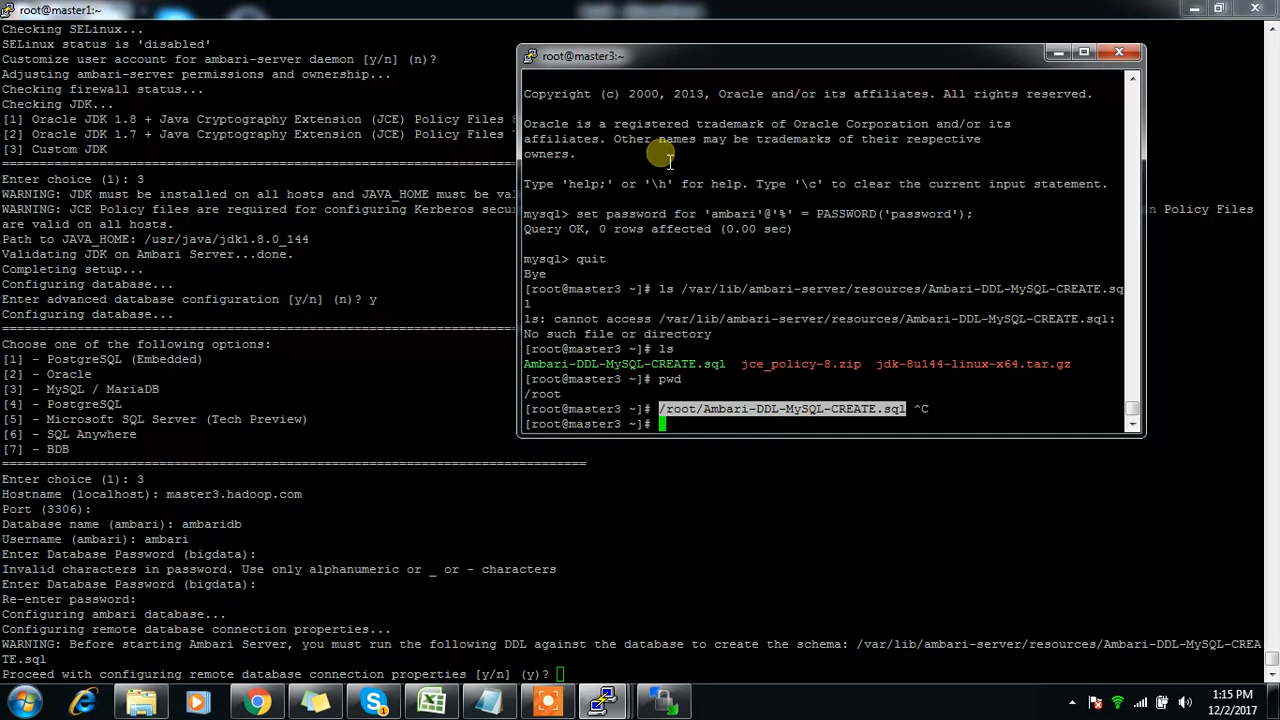 root@master1:~
Checking SELinux...
SELinux status is 'disabled'
Customize user account for ambari-server daemon [y/n] (n)?
Adjusting ambari-server permissions and ownership...
Checking firewall status...
Checking JDK...
[1] Oracle JDK 1.8 + Java Cryptography Extension (JCE) Policy Files
[2] Oracle JDK 1.7 + Java Cryptography Extension (JCE) Policy Files
[3] Custom JDK
==============================================================================
Enter choice (1): 3
WARNING: JDK must be installed on all hosts and JAVA_HOME must be val
WARNING: JCE Policy files are required for configuring Kerberos secu
n Policy Files
are valid on all hosts.
Path to JAVA_HOME: /usr/java/jdk1.8.0_144
Validating JDK on Ambari Server...done.
Completing setup...
Configuring database...
Enter advanced database configuration [y/n] (n)? y
Configuring database...
==============================================================================
Choose one of the following options:
[1] - PostgreSQL (Embedded)
[2] - Oracle
[3] - MySQL / MariaDB
[4] - PostgreSQL
[5] - Microsoft SQL Server (Tech Preview)
[6] - SQL Anywhere
[7] - BDB
==============================================================================
Enter choice (1): 3
Hostname (localhost): master3.hadoop.com
Port (3306):
Database name (ambari): ambaridb
Username (ambari): ambari
Enter Database Password (bigdata):
Invalid characters in password. Use only alphanumeric or _ or - characters
Enter Database Password (bigdata):
Re-enter password:
Configuring ambari database...
Configuring remote database connection properties...
WARNING: Before starting Ambari Server, you must run the following DDL against the database to create the schema: /var/lib/ambari-server/resources/Ambari-DDL-MySQL-CREA
TE.sql
Proceed with configuring remote database connection properties [y/n] (y)?
root@master3:~
Copyright (c) 2000, 2013, Oracle and/or its affiliates. All rights reserved.
Oracle is a registered trademark of Oracle Corporation and/or its
affiliates. Other names may be trademarks of their respective
owners.
Type 'help;' or '\h' for help. Type '\c' to clear the current input statement.
mysql> set password for 'ambari'@'%' = PASSWORD('password');
Query OK, 0 rows affected (0.00 sec)
mysql> quit
Bye
[root@master3 ~]# ls /var/lib/ambari-server/resources/Ambari-DDL-MySQL-CREATE.sq
l
ls: cannot access /var/lib/ambari-server/resources/Ambari-DDL-MySQL-CREATE.sql:
No such file or directory
[root@master3 ~]# ls
Ambari-DDL-MySQL-CREATE.sql jce_policy-8.zip jdk-8u144-linux-x64.tar.gz
[root@master3 ~]# pwd
/root
[root@master3 ~]# /root/Ambari-DDL-MySQL-CREATE.sql ^C
[root@master3 ~]#
1:15 PM
12/2/2017